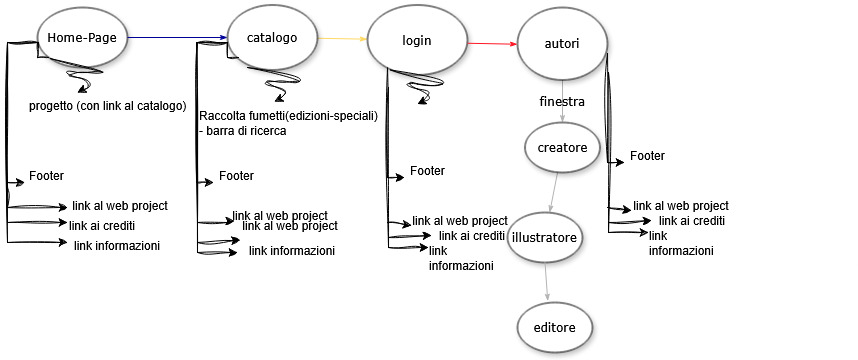 Home-Page
catalogo
login
autori
progetto (con link al catalogo)
Raccolta fumetti(edizioni-speciali)
- barra di ricerca
finestra
creatore
illustratore
editore
Footer
link al web project
link ai crediti
link informazioni
Footer
link al web project
link al web project
link informazioni
Footer
link al web project
link ai crediti
link
informazioni
Footer
link al web project
link ai crediti
link
informazioni